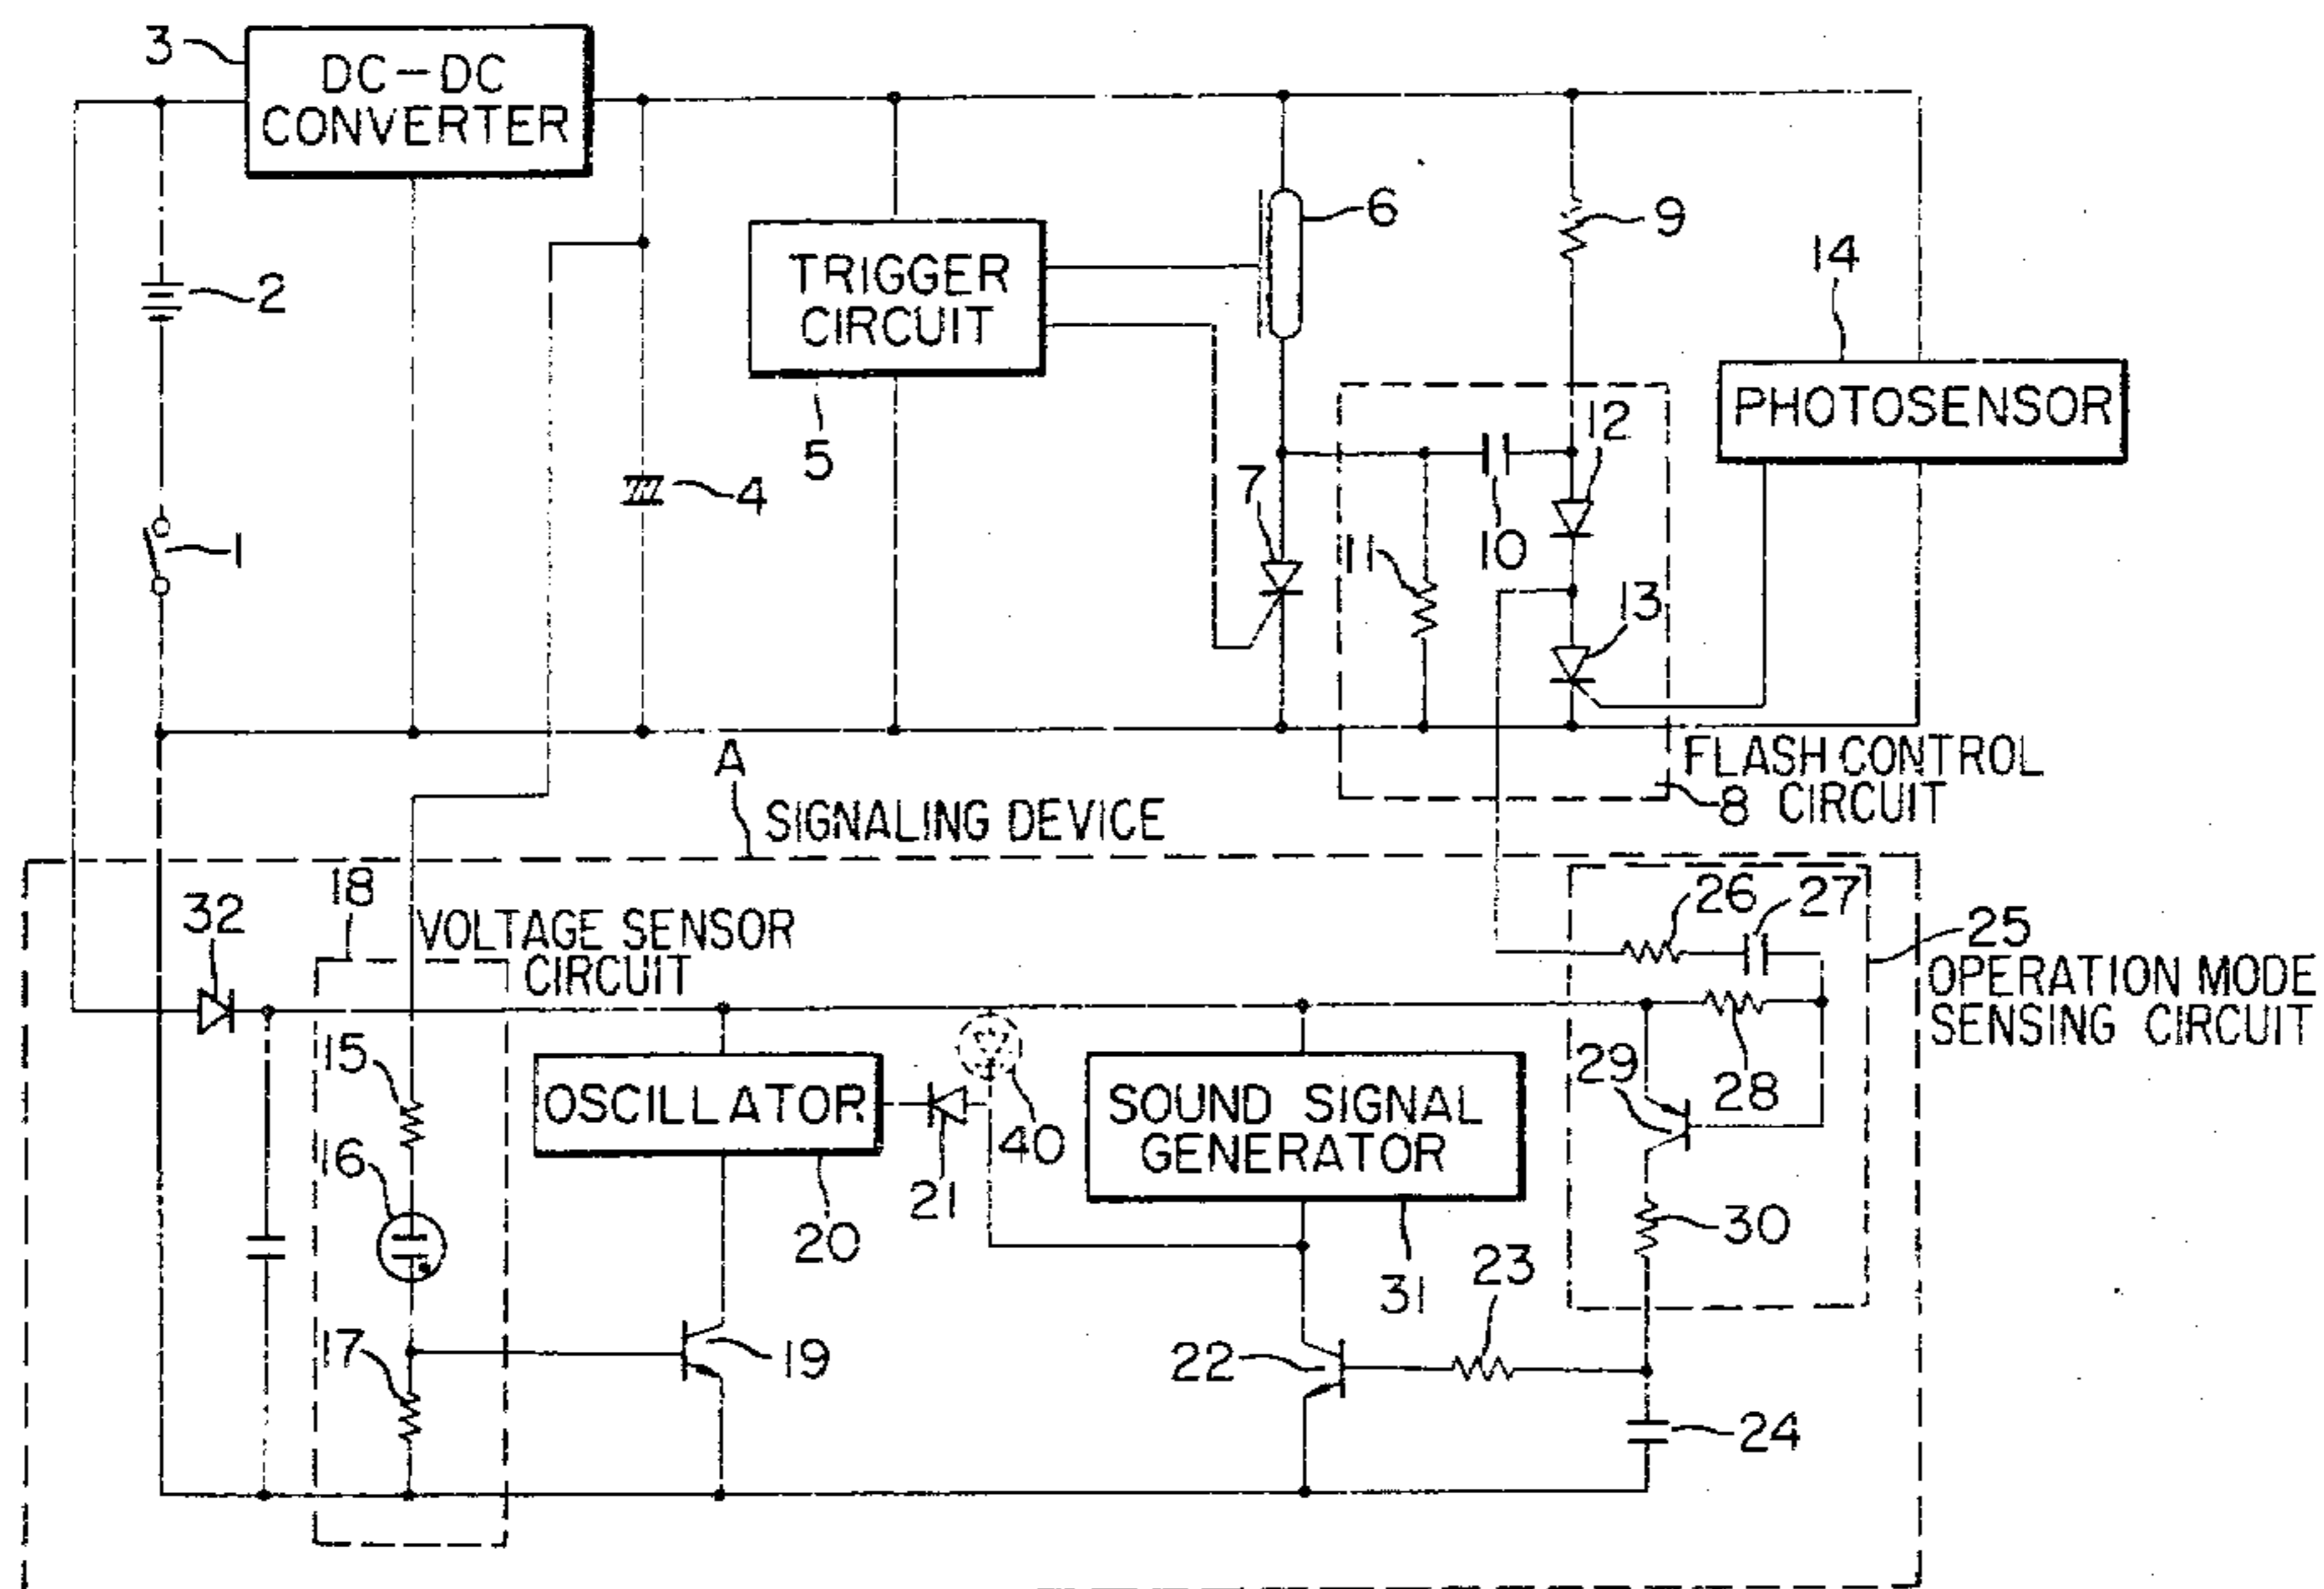 3
DC-DC
CONVERTER
2
1
4
TRIGGER
CIRCUIT
5
6
7
9
14
PHOTOSENSOR
12
10
11
13
FLASH CONTROL
8 CIRCUIT
A
SIGNALING DEVICE
32
18
VOLTAGE SENSOR
CIRCUIT
15
16
17
OSCILLATOR
20
19
21
40
SOUND SIGNAL
GENERATOR
31
22
23
24
26
27
25
OPERATION MODE
SENSING CIRCUIT
28
29
30